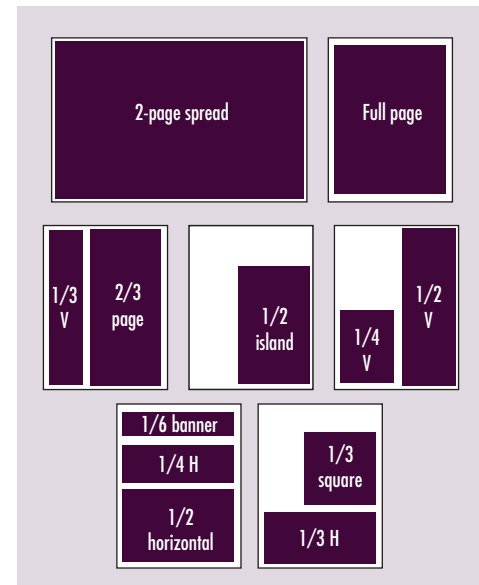 2-page spread
Full page
1/3
V
2/3
page
1/2
island
1/4
V
1/2
V
1/6 banner
1/4 H
1/2
horizontal
1/3
square
1/3 H